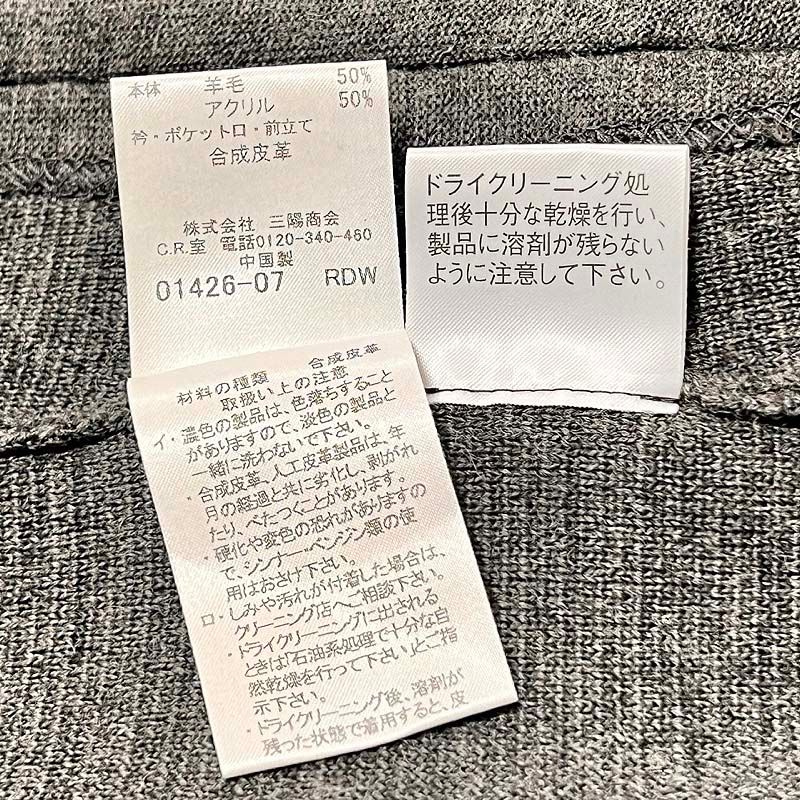 本体 羊毛 50%
アクリル 50%
衿・ポケット口・前立て
合成皮革
株式会社 三陽商会
C.R.室 電話0120-340-460
中国製
01426-07 RDW
ドライクリーニング処
理後十分な乾燥を行い、
製品に溶剤が残らない
ように注意して下さい。
材料の種類 合成皮革
取扱い上の注意
イ・濃色の製品は、色落ちすること
がありますので、淡色の製品と
一緒に洗わないで下さい。
・合成皮革、人工皮革製品は、年
月の経過と共に劣化し、剥がれ
たり、べたつくことがあります。
・硬化や変色の恐れがありますの
で、シンナー・ベンジン類の使
用はおさけ下さい。
ロ・しみや汚れが付着した場合は、
クリーニング店へご相談下さい。
・ドライクリーニングに出される
ときは「石油系処理で十分な自
然乾燥を行って下さい」とご指
示下さい。
・ドライクリーニング後、溶剤が
残った状態で着用すると、皮